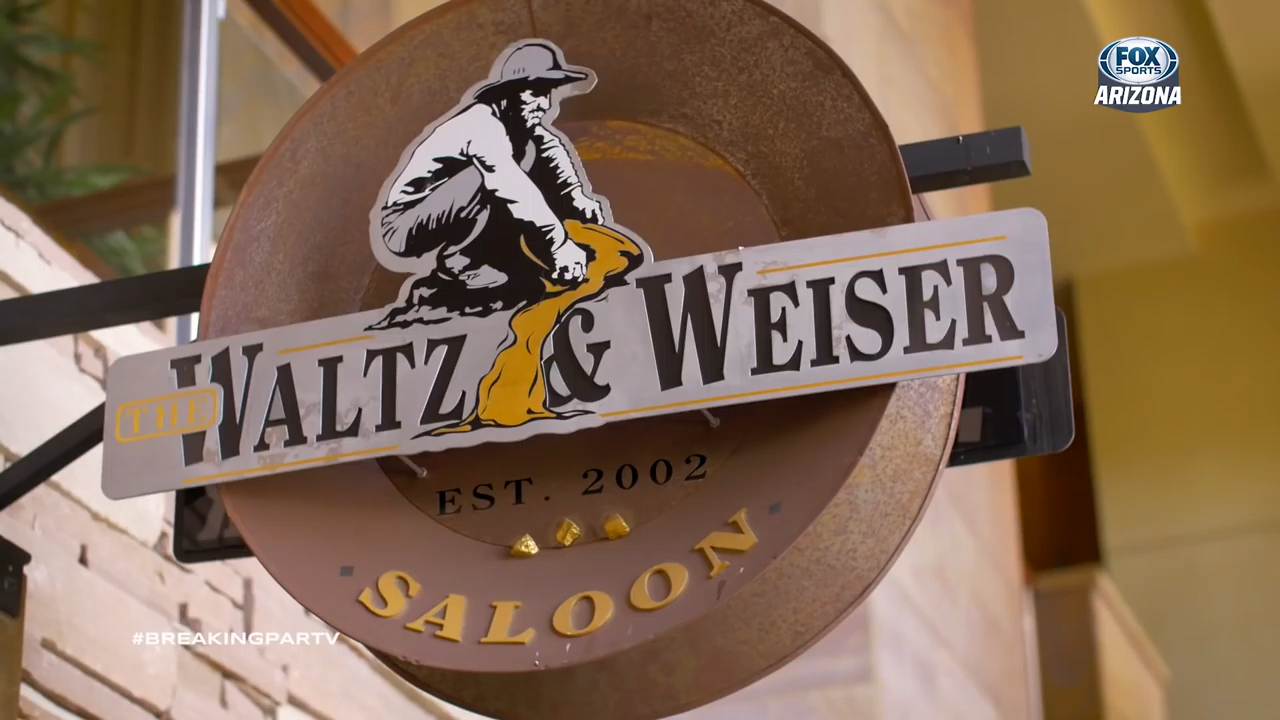 FOX
SPORTS
ARIZONA
THE WALTZ & WEISER
EST. 2002
SALOON
#BREAKINGPARTV